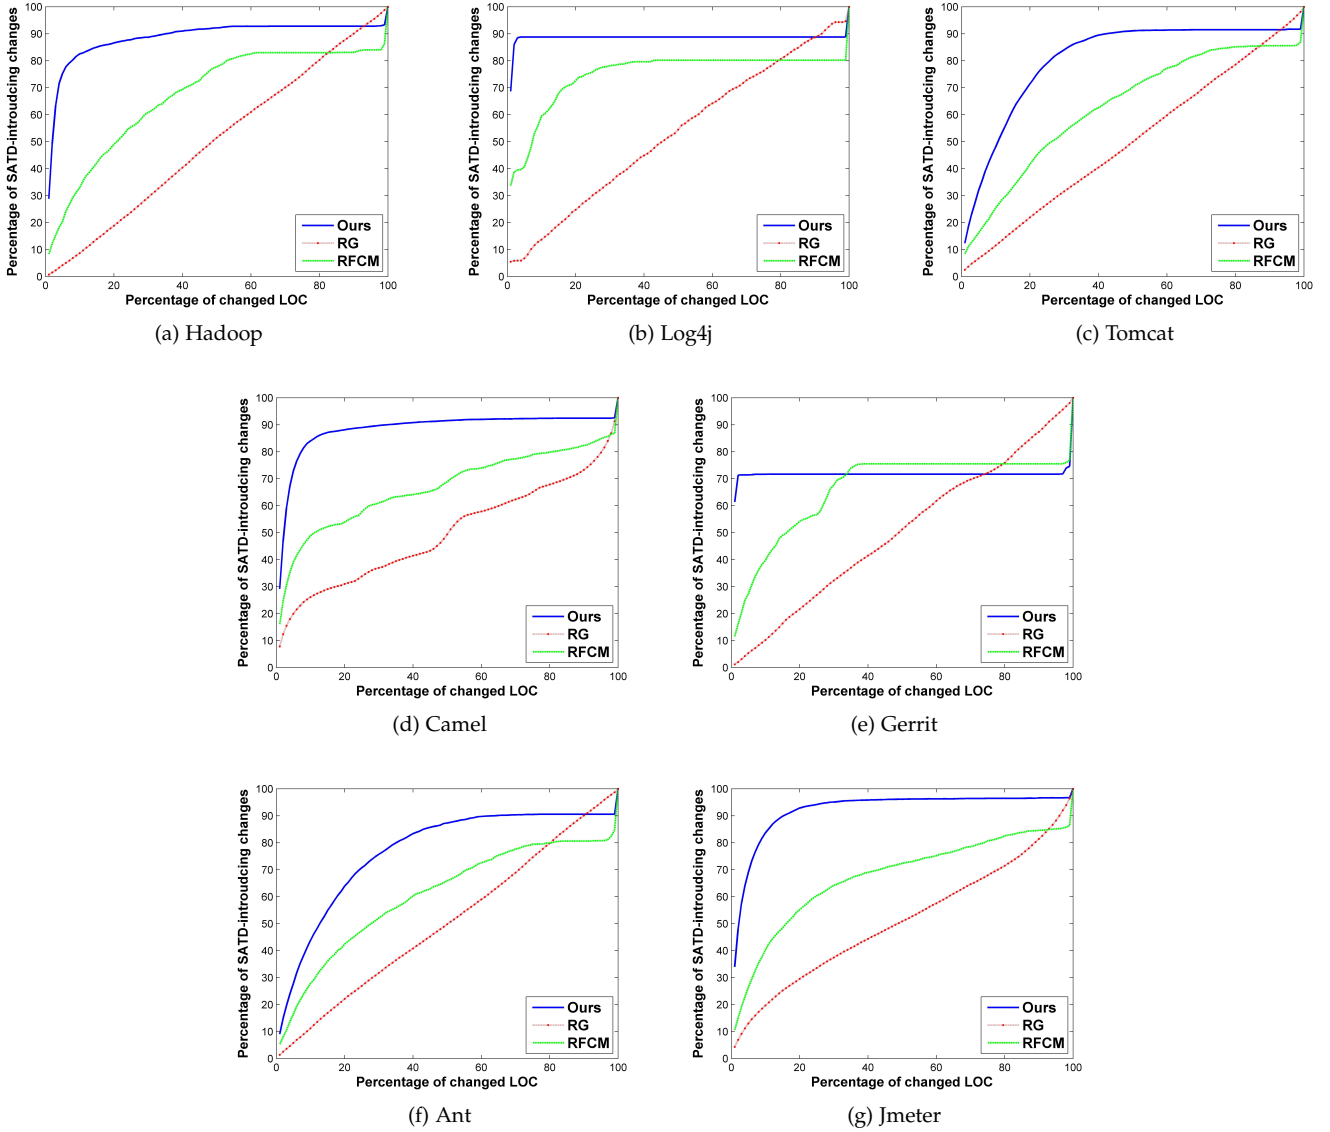 Percentage of SATD-introudcing changes
100
90
80
70
60
50
40
30
20
10
0
0 20 40 60 80 100
Percentage of changed LOC
Ours
RG
RFCM
(a) Hadoop
Percentage of SATD-introudcing changes
100
90
80
70
60
50
40
30
20
10
0
0 20 40 60 80 100
Percentage of changed LOC
Ours
RG
RFCM
(b) Log4j
Percentage of SATD-introudcing changes
100
90
80
70
60
50
40
30
20
10
0
0 20 40 60 80 100
Percentage of changed LOC
Ours
RG
RFCM
(c) Tomcat
Percentage of SATD-introudcing changes
100
90
80
70
60
50
40
30
20
10
0
0 20 40 60 80 100
Percentage of changed LOC
Ours
RG
RFCM
(d) Camel
Percentage of SATD-introudcing changes
100
90
80
70
60
50
40
30
20
10
0
0 20 40 60 80 100
Percentage of changed LOC
Ours
RG
RFCM
(e) Gerrit
Percentage of SATD-introudcing changes
100
90
80
70
60
50
40
30
20
10
0
0 20 40 60 80 100
Percentage of changed LOC
Ours
RG
RFCM
(f) Ant
Percentage of SATD-introudcing changes
100
90
80
70
60
50
40
30
20
10
0
0 20 40 60 80 100
Percentage of changed LOC
Ours
RG
RFCM
(g) Jmeter